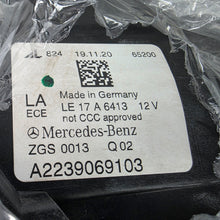 AL 824 19.11.20 65200
Made in Germany
LA LE 17 A 6413 12 V
ECE not CCC approved
Mercedes-Benz
ZGS 0013 Q 02
A2239069103